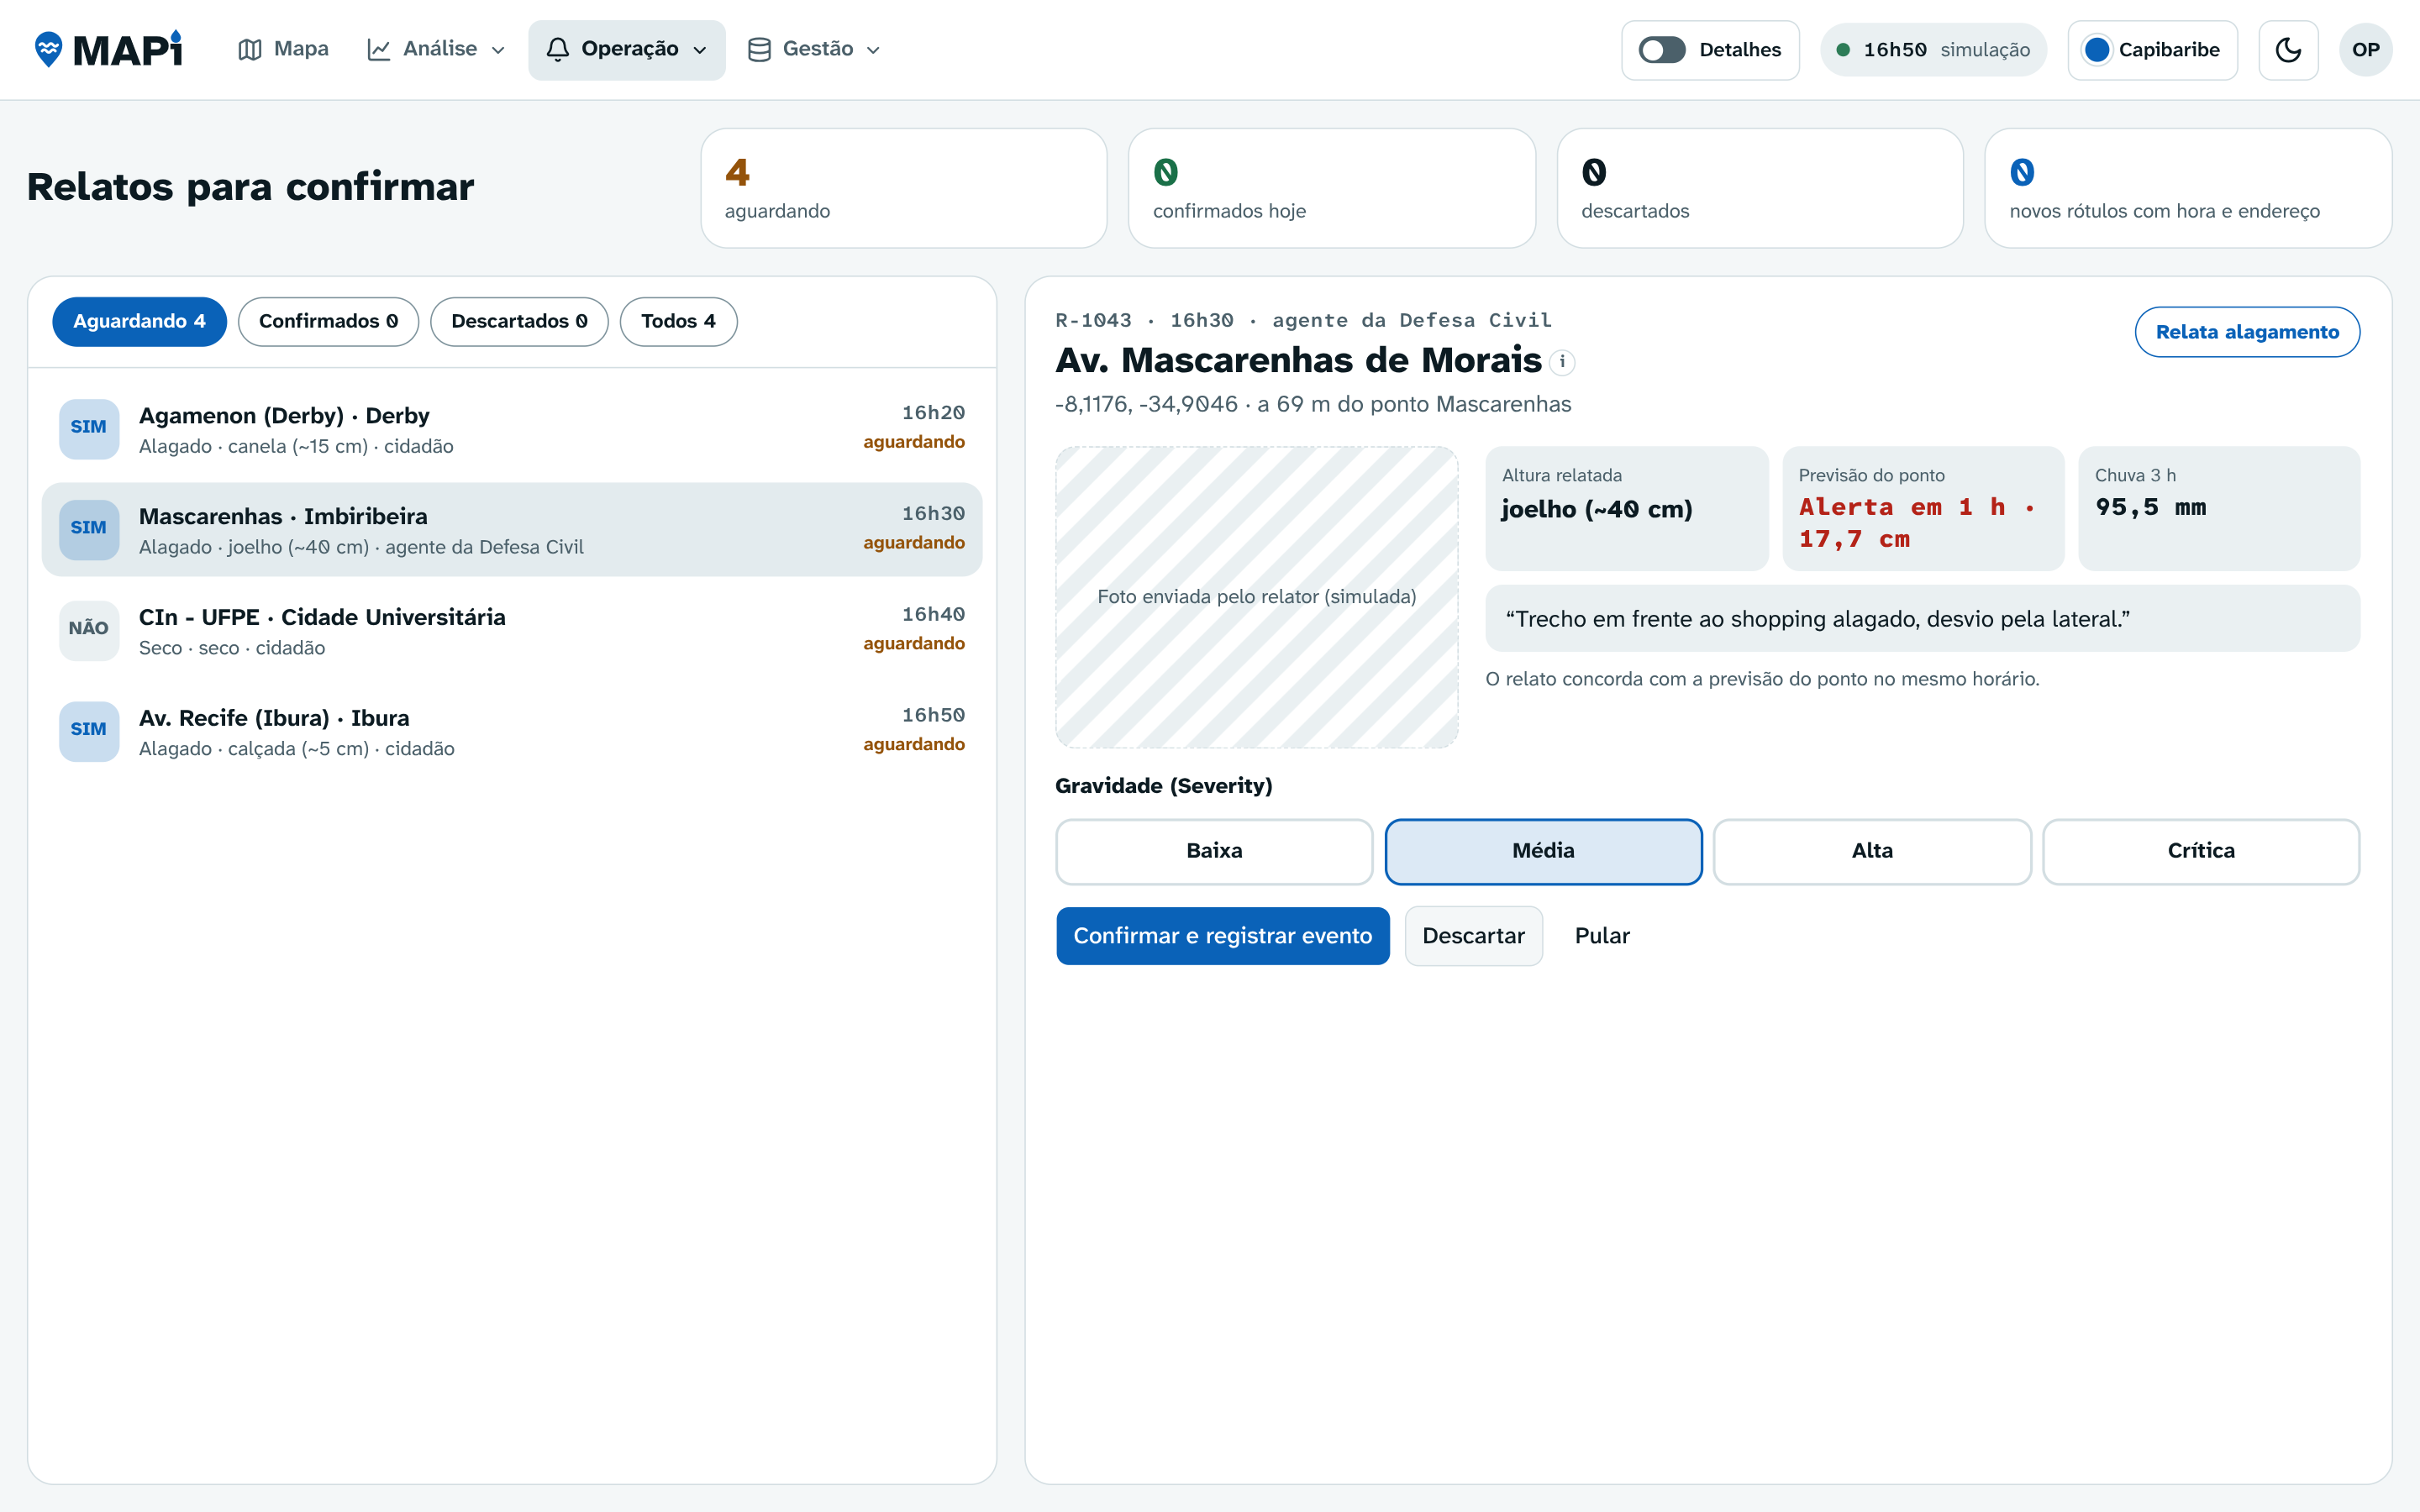 MAPi
Mapa
Análise
Operação
Gestão
Detalhes
16h50 simulação
Capibaribe
OP
Relatos para confirmar
4
aguardando
0
confirmados hoje
0
descartados
0
novos rótulos com hora e endereço
Aguardando 4
Confirmados 0
Descartados 0
Todos 4
SIM
Agamenon (Derby) · Derby
Alagado · canela (~15 cm) · cidadão
16h20
aguardando
SIM
Mascarenhas · Imbiribeira
Alagado · joelho (~40 cm) · agente da Defesa Civil
16h30
aguardando
NÃO
CIn - UFPE · Cidade Universitária
Seco · seco · cidadão
16h40
aguardando
SIM
Av. Recife (Ibura) · Ibura
Alagado · calçada (~5 cm) · cidadão
16h50
aguardando
R-1043 · 16h30 · agente da Defesa Civil
Av. Mascarenhas de Morais i
-8,1176, -34,9046 · a 69 m do ponto Mascarenhas
Relata alagamento
Foto enviada pelo relator (simulada)
Altura relatada
joelho (~40 cm)
Previsão do ponto
Alerta em 1 h ·
17,7 cm
Chuva 3 h
95,5 mm
“Trecho em frente ao shopping alagado, desvio pela lateral.”
O relato concorda com a previsão do ponto no mesmo horário.
Gravidade (Severity)
Baixa
Média
Alta
Crítica
Confirmar e registrar evento
Descartar
Pular